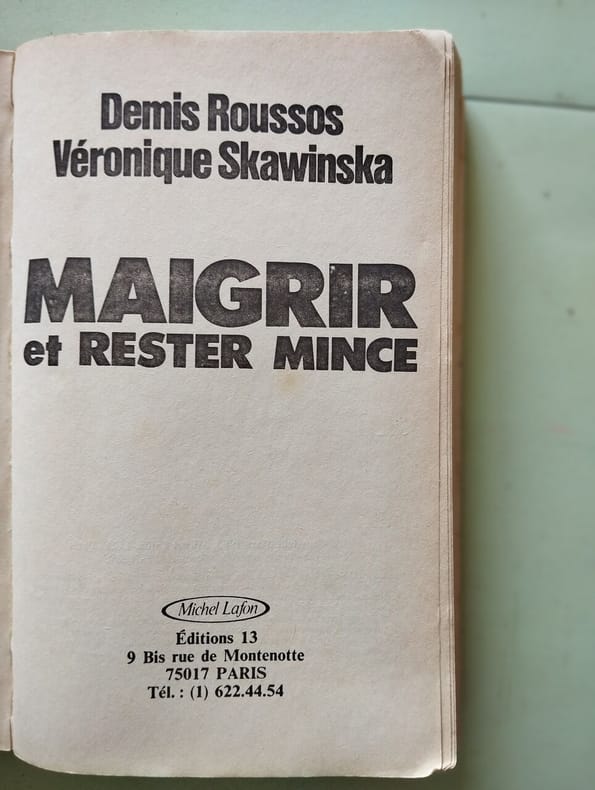 Demis Roussos
Véronique Skawinska
MAIGRIR
et RESTER MINCE
Michel Lafon
Éditions 13
9 Bis rue de Montenotte
75017 PARIS
Tél. : (1) 622.44.54